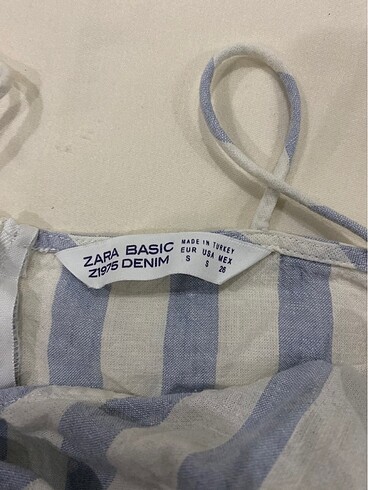 ZARA BASIC
Z1975 DENIM
MADE IN TURKEY
EUR USA MEX
S S 26